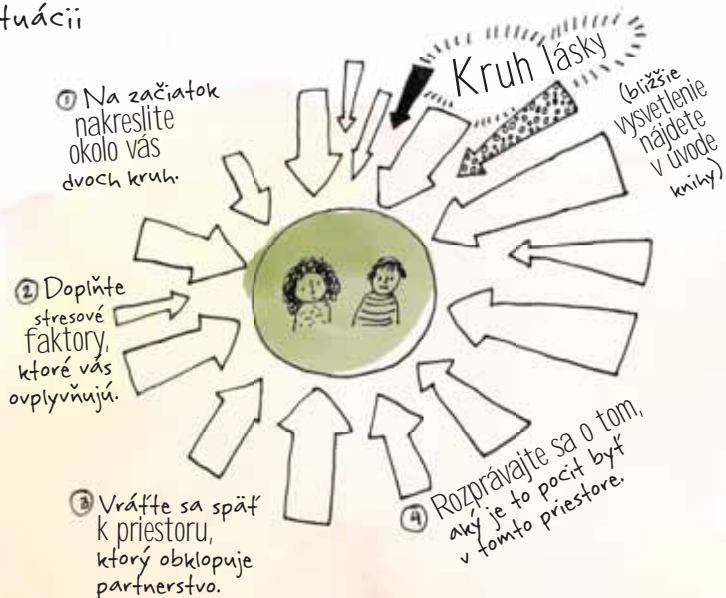 ① Na začiatok
nakreslite
okolo vás
dvoch kruh.
Kruh lásky
(bližšie
vysvetlenie
nájdete
v úvode
knihy)
② Doplňte
stresové
faktory,
ktoré vás
ovplyvňujú.
③ Vráťte sa späť
k priestoru,
ktorý obklopuje
partnerstvo.
④ Rozprávajte sa o tom,
aký je to pocit byť
v tomto priestore.